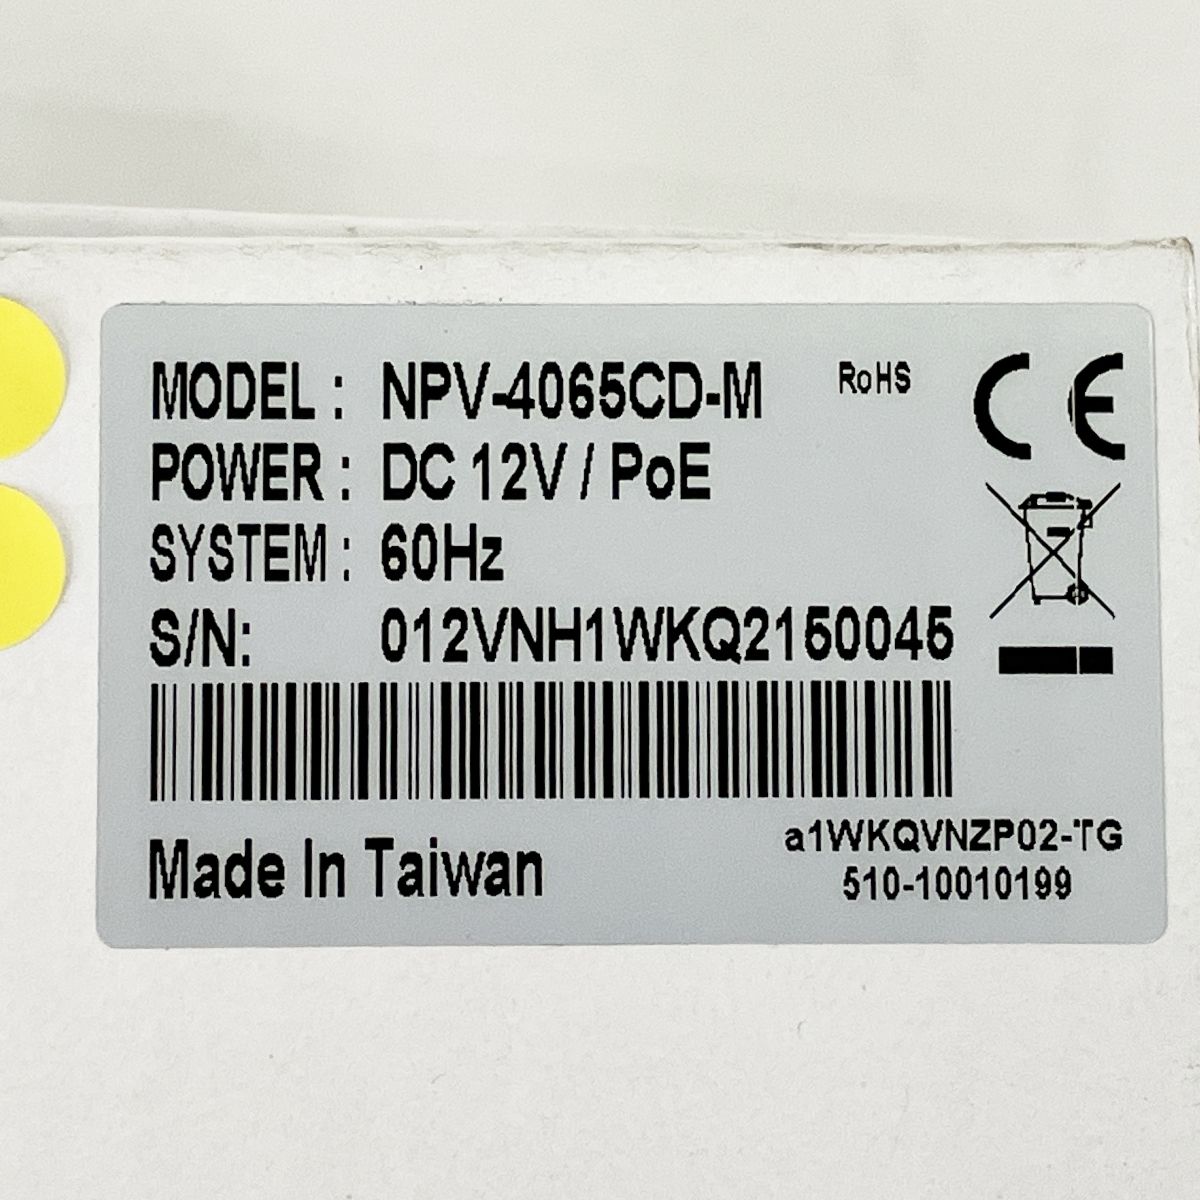 MODEL : NPV-4065CD-M
RoHS
CE
POWER : DC 12V / PoE
SYSTEM : 60Hz
S/N: 012VNH1WKQ2150045
Made In Taiwan
a1WKQVNZP02-TG
510-10010199